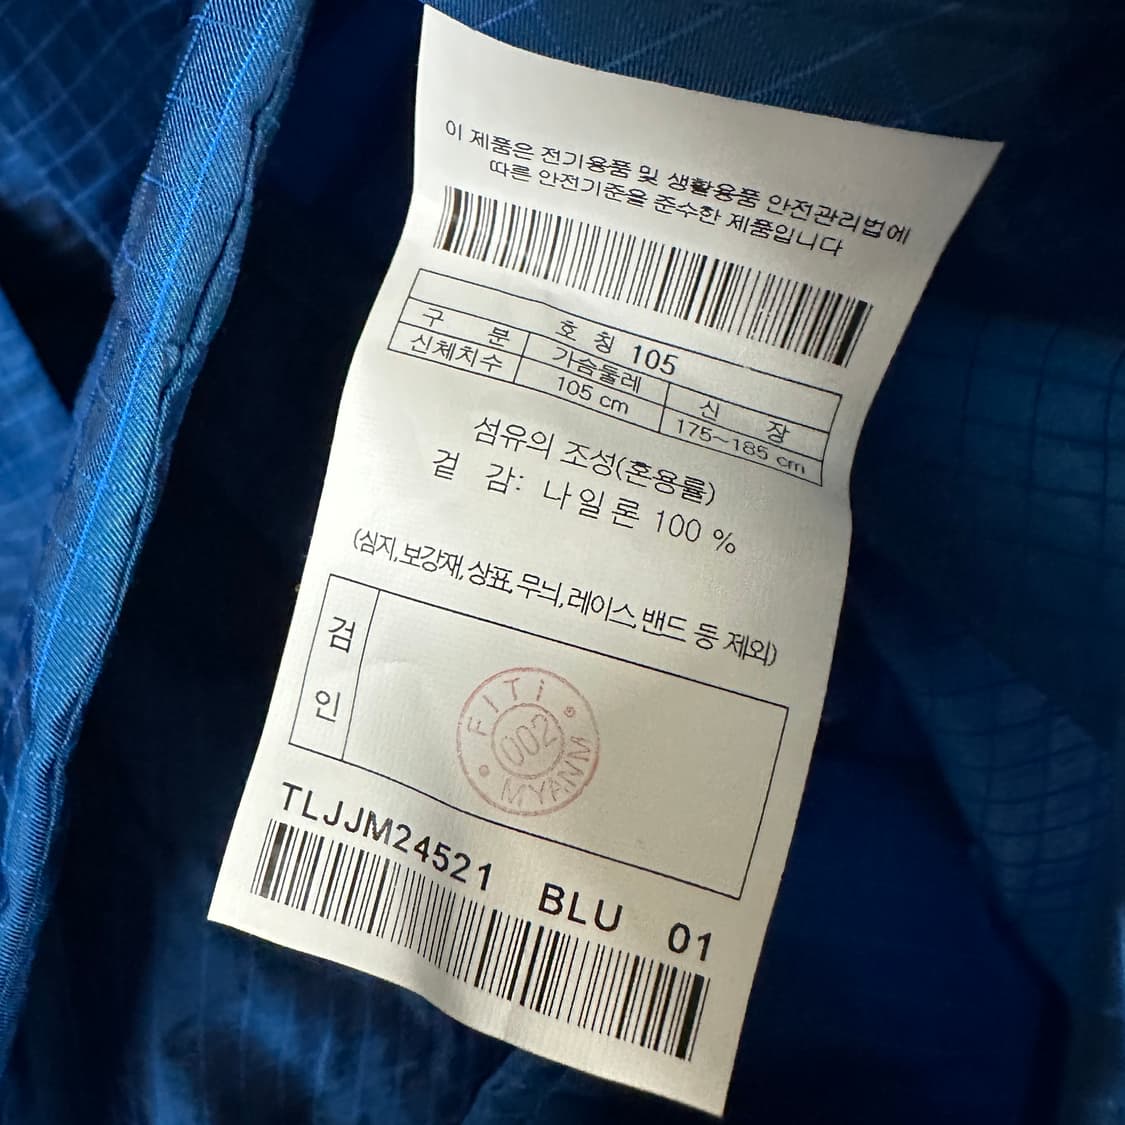 이 제품은 전기용품 및 생활용품 안전관리법에
따른 안전기준을 준수한 제품입니다
호 칭 105
구 분 가슴둘레 신 장
신체치수 105 cm 175~185 cm
섬유의 조성(혼용률)
겉 감: 나일론 100 %
(심지,보강재,상표,무늬,레이스,밴드 등 제외)
검
인
FITi
002
MYANM
TLJJM24521 BLU 01